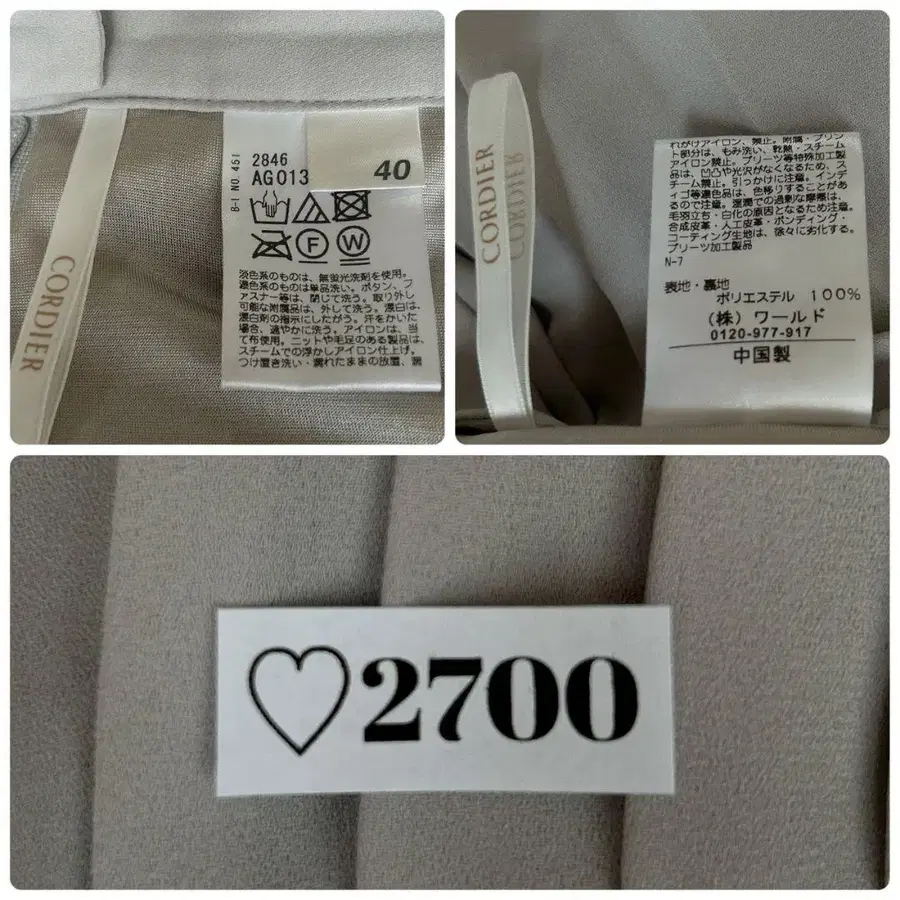 B-1 NO.451
2846
AG013
40
CORDIER
淡色系のものは、無蛍光洗剤を使用。
濃色系のものは単品洗い。ボタン、フ
ァスナー等は、閉じて洗う。取り外し
可能な附属品は、外して洗う。漂白は、
漂白剤の指示にしたがう。汗をかいた
場合、速やかに洗う。アイロンは、当
て布使用。ニットや毛足のある製品は、
スチームでの浮かしアイロン仕上げ。
つけ置き洗い・濡れたままの放置、濡
CORDIER
CORDIER
れがけアイロン、禁止。附属・プリン
ト部分は、もみ洗い、乾熱・スチーム
アイロン禁止。プリーツ等特殊加工製
品は、凹凸や光沢がなくなるため、ス
チーム禁止。引っかけに注意。インデ
ィゴ等濃色品は、色移りすることがあ
るので注意。湿潤での過剰な摩擦は、
毛羽立ち・白化の原因となるため注意。
合成皮革・人工皮革・ボンディング・
コーティング生地は、徐々に劣化する。
プリーツ加工製品
N-7
表地・裏地
ポリエステル 100%
(株)ワールド
0120-977-917
中国製
♡2700